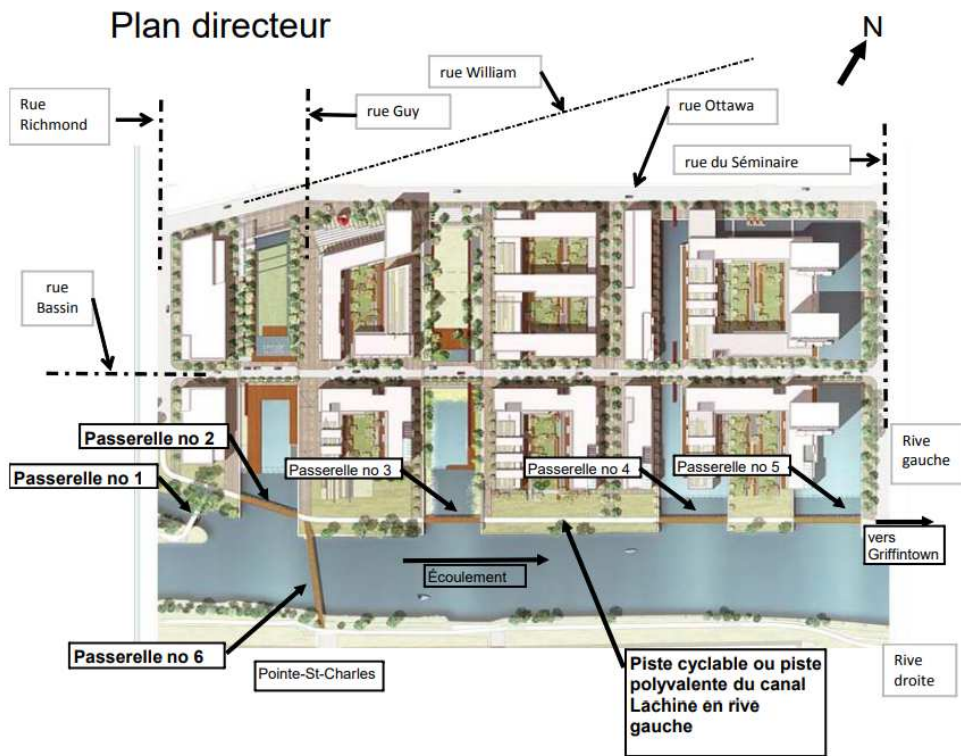 Plan directeur
N
rue William
Rue
Richmond
rue Guy
rue Ottawa
rue du Séminaire
rue
Bassin
Passerelle no 2
Passerelle no 1
Passerelle no 3
Passerelle no 4
Passerelle no 5
Rive
gauche
vers
Griffintown
Écoulement
Passerelle no 6
Pointe-St-Charles
Piste cyclable ou piste
polyvalente du canal
Lachine en rive
gauche
Rive
droite